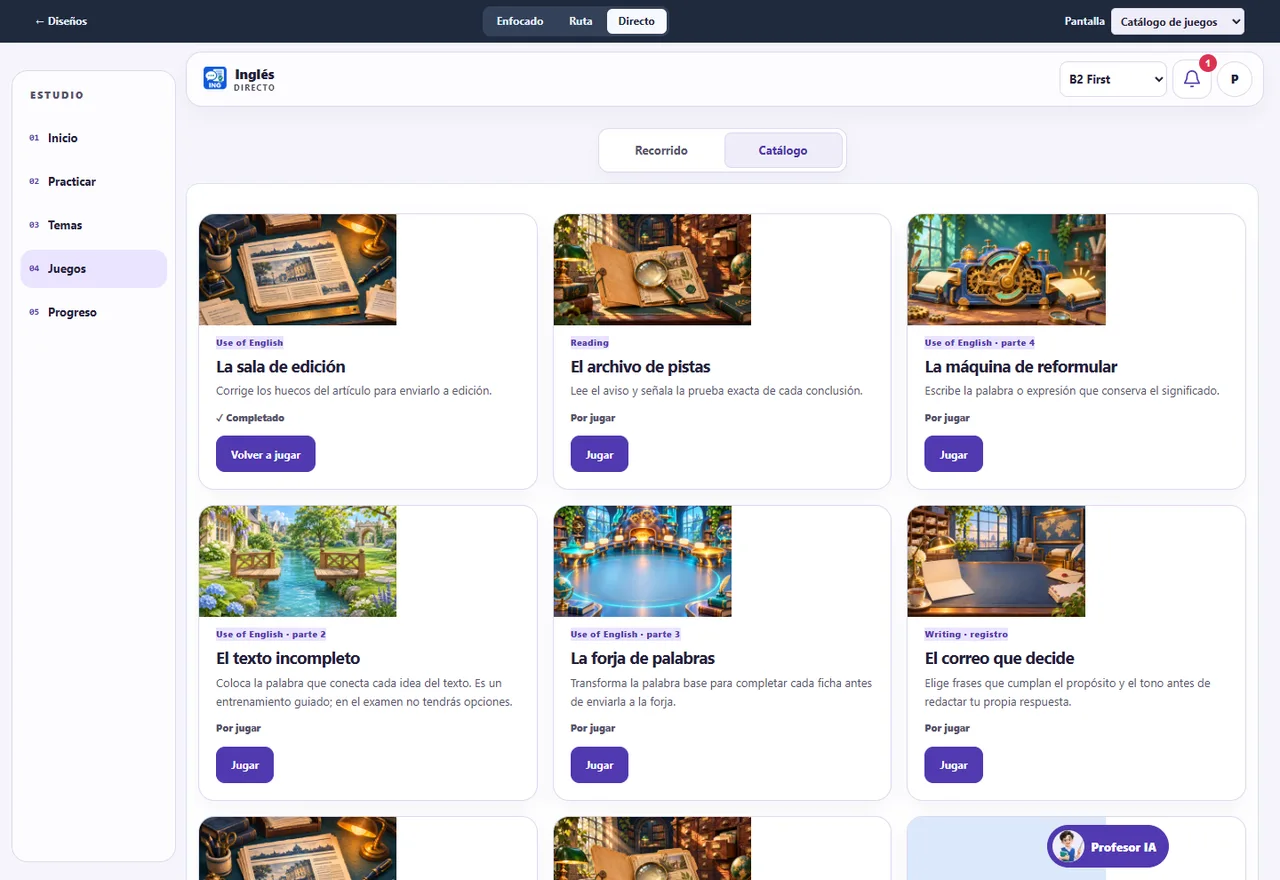 ← Diseños
Enfocado
Ruta
Directo
Pantalla
Catálogo de juegos
ESTUDIO
01 Inicio
02 Practicar
03 Temas
04 Juegos
05 Progreso
ING
Inglés
DIRECTO
B2 First
1
P
Recorrido
Catálogo
Use of English
La sala de edición
Corrige los huecos del artículo para enviarlo a edición.
✓ Completado
Volver a jugar
Reading
El archivo de pistas
Lee el aviso y señala la prueba exacta de cada conclusión.
Por jugar
Jugar
Use of English · parte 4
La máquina de reformular
Escribe la palabra o expresión que conserva el significado.
Por jugar
Jugar
Use of English · parte 2
El texto incompleto
Coloca la palabra que conecta cada idea del texto. Es un
entrenamiento guiado; en el examen no tendrás opciones.
Por jugar
Jugar
Use of English · parte 3
La forja de palabras
Transforma la palabra base para completar cada ficha antes
de enviarla a la forja.
Por jugar
Jugar
Writing · registro
El correo que decide
Elige frases que cumplan el propósito y el tono antes de
redactar tu propia respuesta.
Por jugar
Jugar
Profesor IA